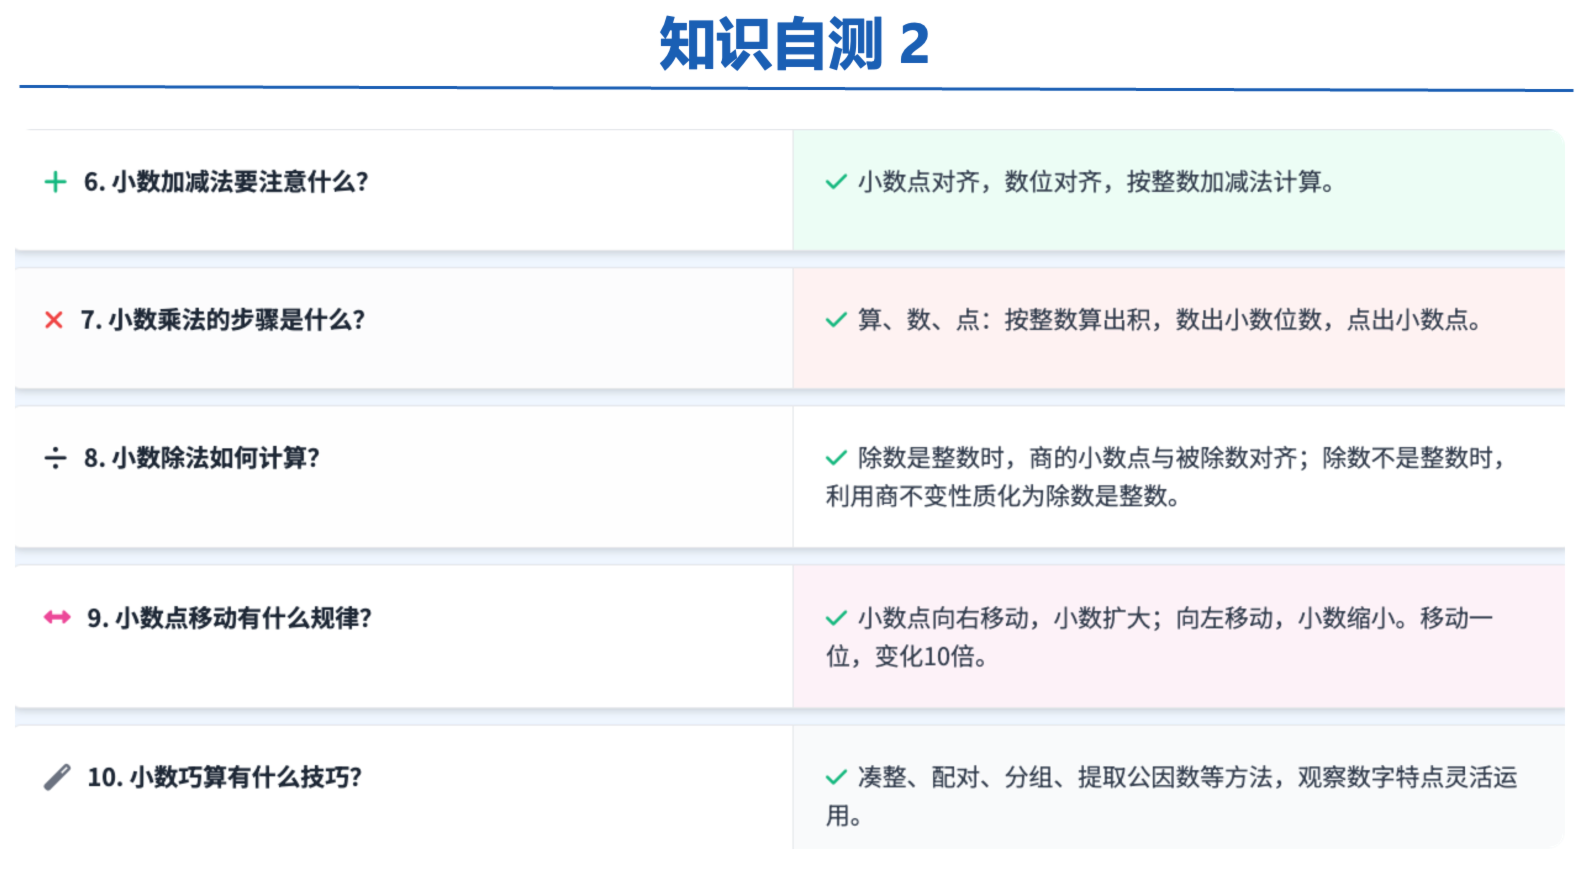 知识自测 2
6. 小数加减法要注意什么?
小数点对齐，数位对齐，按整数加减法计算。
7. 小数乘法的步骤是什么?
算、数、点：按整数算出积，数出小数位数，点出小数点。
8. 小数除法如何计算?
除数是整数时，商的小数点与被除数对齐；除数不是整数时，
利用商不变性质化为除数是整数。
9. 小数点移动有什么规律?
小数点向右移动，小数扩大；向左移动，小数缩小。移动一
位，变化10倍。
10. 小数巧算有什么技巧?
凑整、配对、分组、提取公因数等方法，观察数字特点灵活运
用。